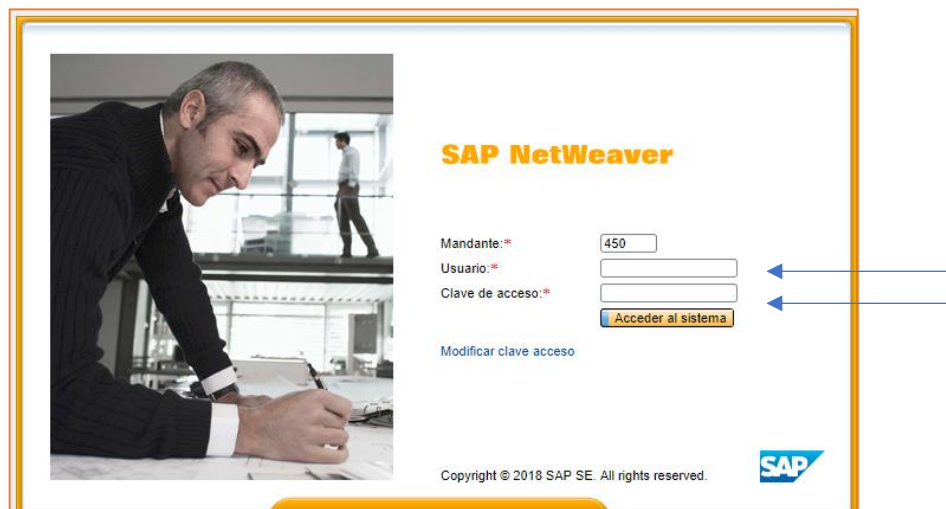 SAP NetWeaver
Mandante:* 450
Usuario:*
Clave de acceso:*
Acceder al sistema
Modificar clave acceso
Copyright © 2018 SAP SE. All rights reserved.
SAP